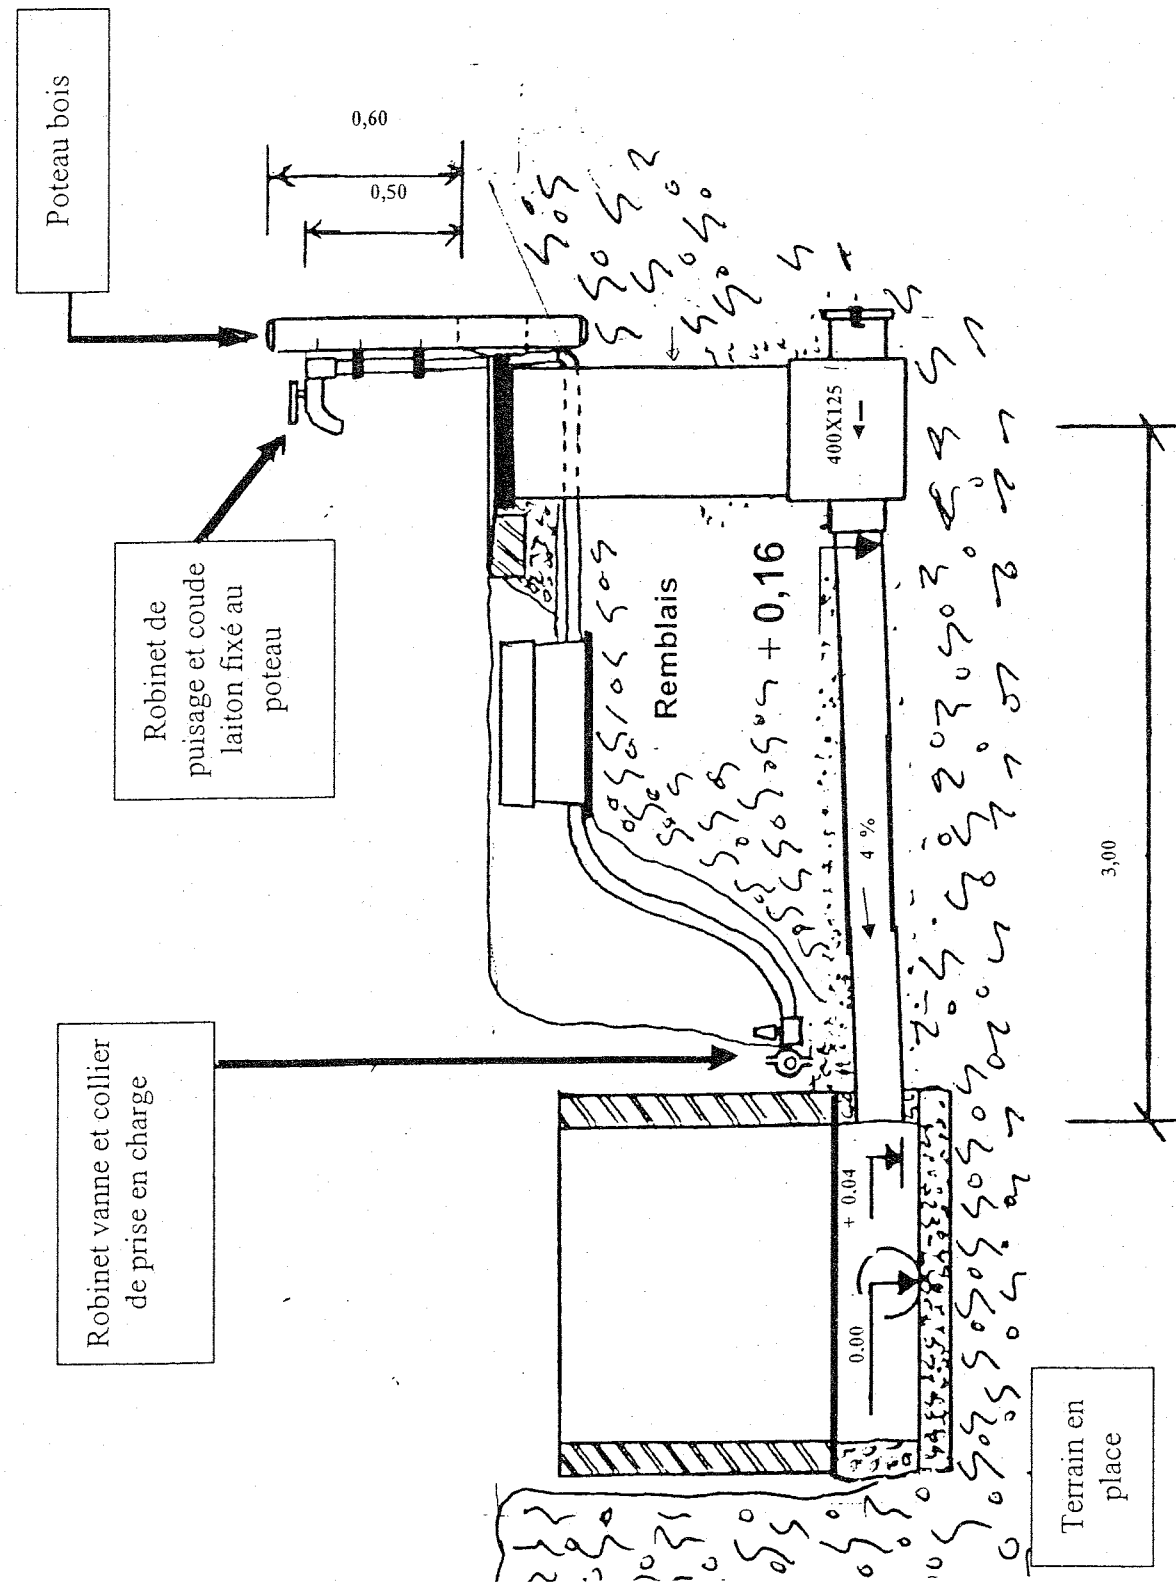 Poteau bois
0,60
0,50
Robinet de
puisage et coude
laiton fixé au
poteau
400X125
Remblais
+ 0,16
4 %
3,00
Robinet vanne et collier
de prise en charge
+ 0.04
0.00
Terrain en
place